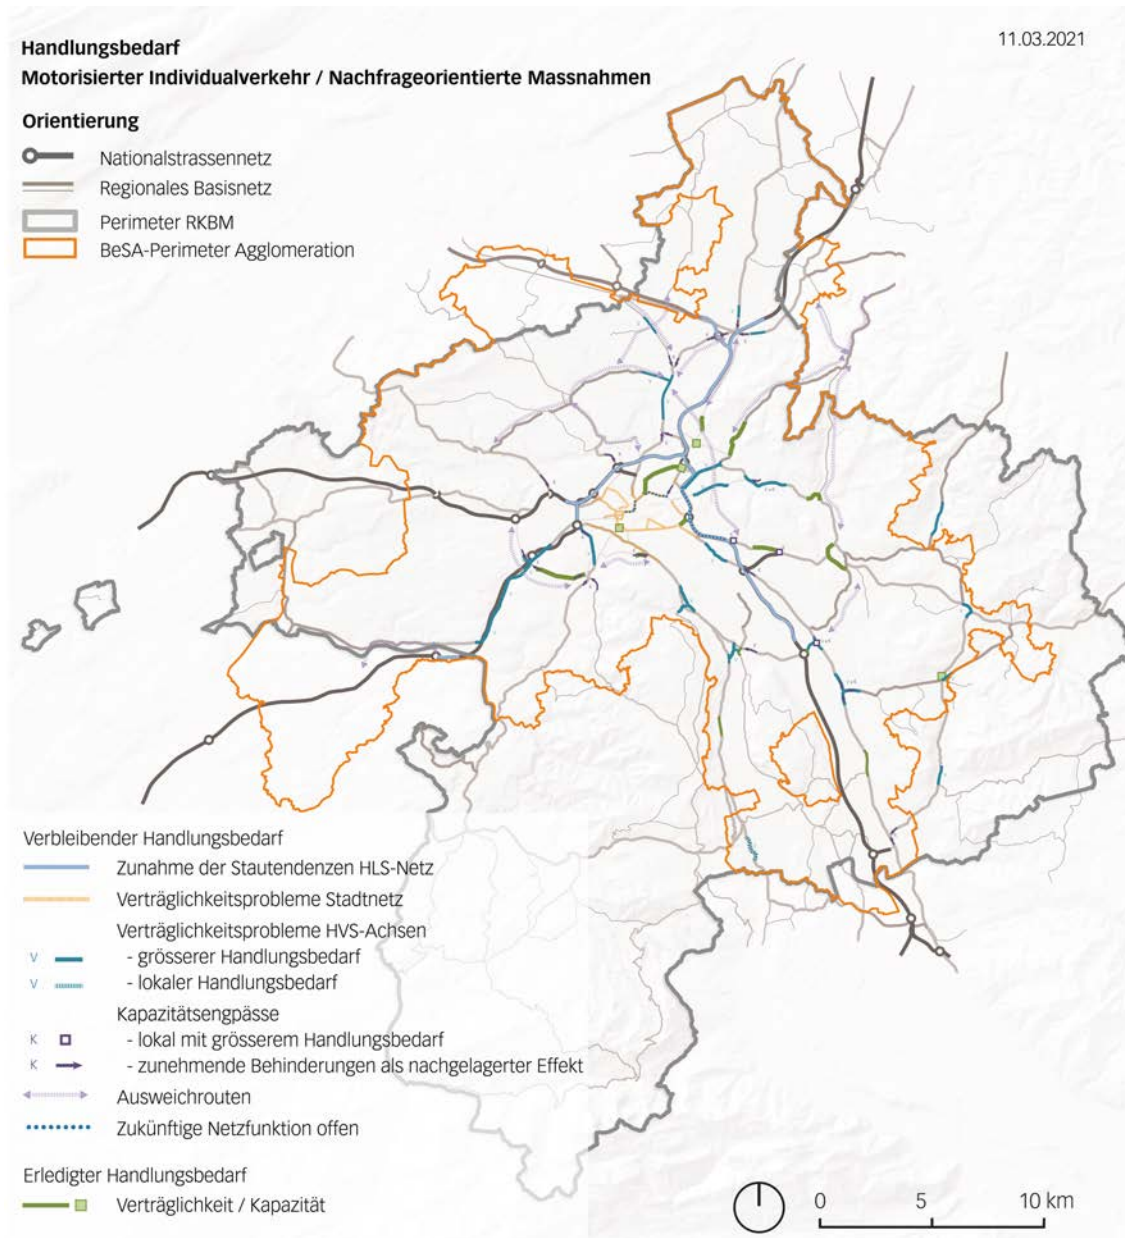 Handlungsbedarf
11.03.2021
Motorisierter Individualverkehr / Nachfrageorientierte Massnahmen
Orientierung
Nationalstrassennetz
Regionales Basisnetz
Perimeter RKBM
BeSA-Perimeter Agglomeration
Verbleibender Handlungsbedarf
Zunahme der Stautendenzen HLS-Netz
Verträglichkeitsprobleme Stadtnetz
Verträglichkeitsprobleme HVS-Achsen
V - grösserer Handlungsbedarf
V - lokaler Handlungsbedarf
Kapazitätsengpässe
K - lokal mit grösserem Handlungsbedarf
K - zunehmende Behinderungen als nachgelagerter Effekt
Ausweichrouten
Zukünftige Netzfunktion offen
Erledigter Handlungsbedarf
Verträglichkeit / Kapazität
0 5 10 km